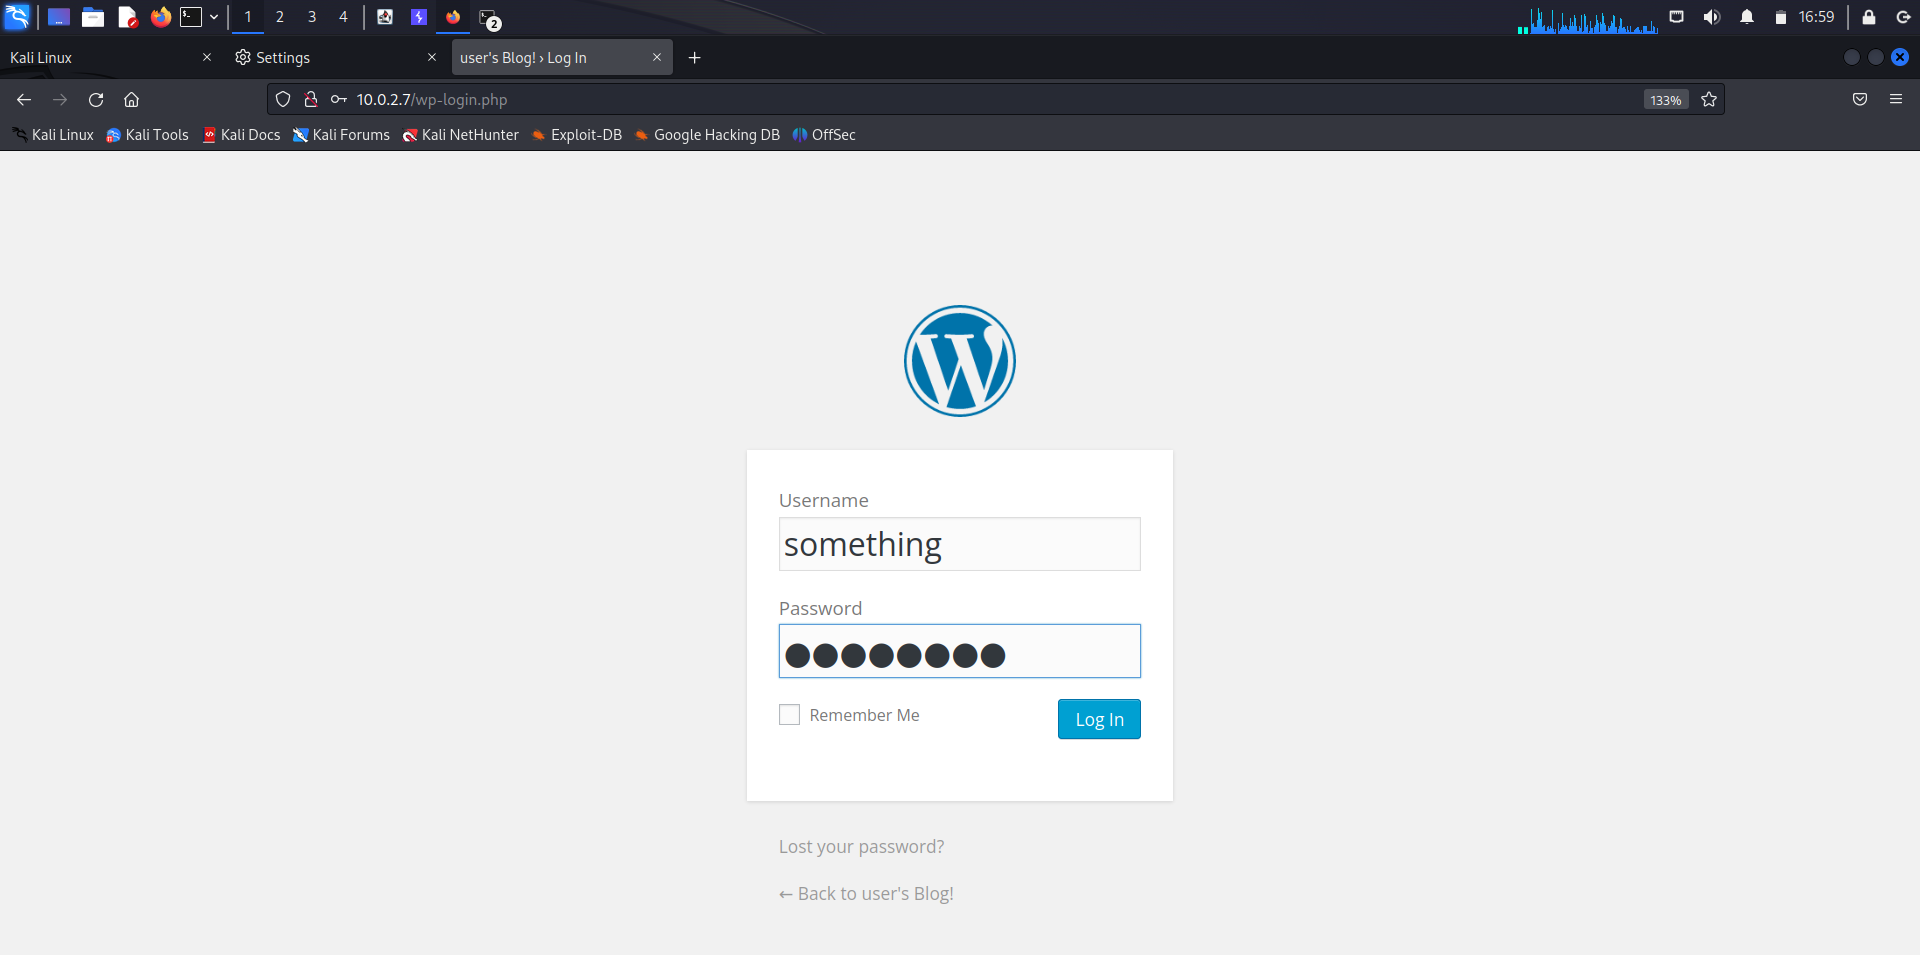 1 2 3 4 2 16:59
Kali Linux Settings user's Blog! › Log In
10.0.2.7/wp-login.php 133%
Kali Linux Kali Tools Kali Docs Kali Forums Kali NetHunter Exploit-DB Google Hacking DB OffSec
Username
something
Password
●●●●●●●●
Remember Me Log In
Lost your password?
← Back to user's Blog!